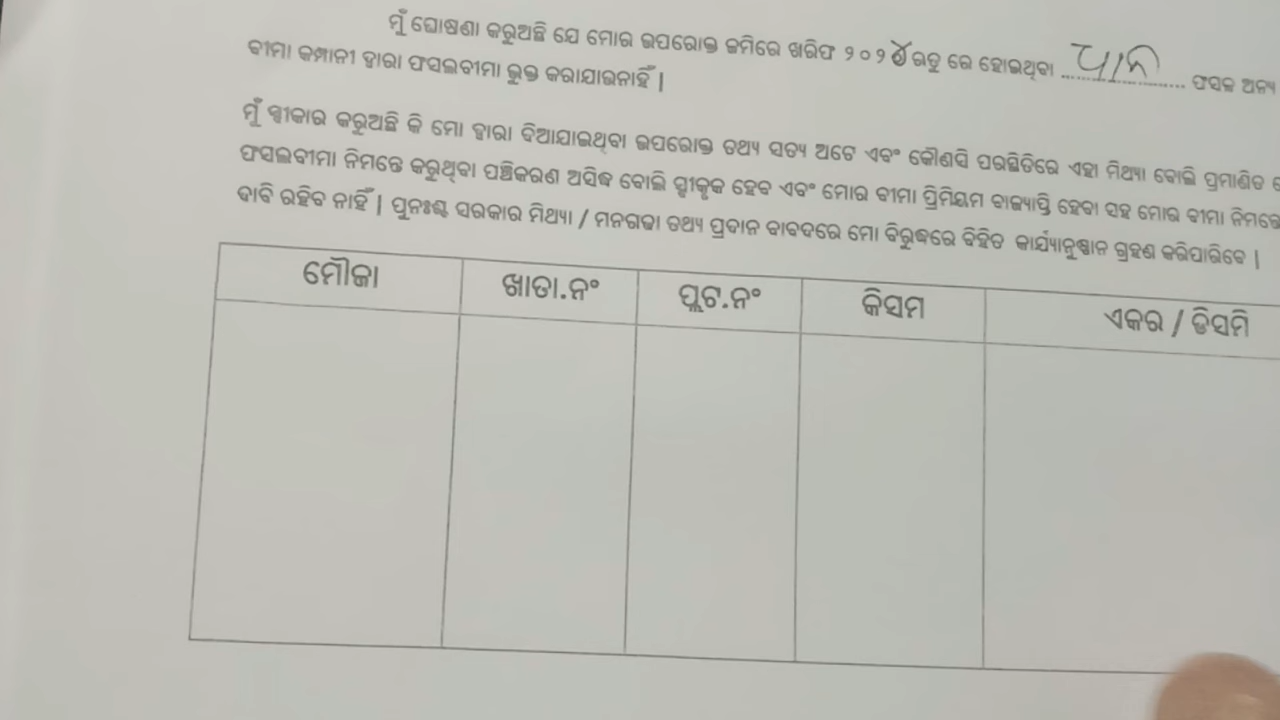 ମୁଁ ଘୋଷଣା କରୁଅଛି ଯେ ମୋର ଉପରୋକ୍ତ ଜମିରେ ଖରିଫ ୨୦୨୪ ଋତୁ ରେ ହୋଇଥିବା ଧାନ ଫସଲ ଅନ୍ୟ
ବୀମା କମ୍ପାନୀ ଦ୍ୱାରା ଫସଲବୀମା ଭୁକ୍ତ କରାଯାଇନାହିଁ |
ମୁଁ ସ୍ୱୀକାର କରୁଅଛି କି ମୋ ଦ୍ୱାରା ଦିଆଯାଇଥିବା ଉପରୋକ୍ତ ତଥ୍ୟ ସତ୍ୟ ଅଟେ ଏବଂ କୌଣସି ପରସ୍ଥିତିରେ ଏହା ମିଥ୍ୟା ବୋଲି ପ୍ରମାଣିତ
ଫସଲବୀମା ନିମନ୍ତେ କରୁଥିବା ପଞ୍ଚିକରଣ ଅସିଦ୍ଧ ବୋଲି ସ୍ୱୀକୃକ ହେବ ଏବଂ ମୋର ବୀମା ପ୍ରିମିୟମ ବାଜ୍ୟାପ୍ତି ହେବା ସହ ମୋର ବୀମା ନିମନ୍ତେ
ଦାବି ରହିବ ନାହିଁ | ପୁନଃଶ୍ଚ ସରକାର ମିଥ୍ୟା / ମନଗଢା ତଥ୍ୟ ପ୍ରଦାନ ବାବଦରେ ମୋ ବିରୁଦ୍ଧରେ ବିହିତ କାର୍ଯ୍ୟାନୁଷ୍ଠାନ ଗ୍ରହଣ କରିପାରିବେ |
ମୌଜା ଖାତା.ନଂ ପ୍ଲଟ.ନଂ କିସମ ଏକର / ଡିସମି